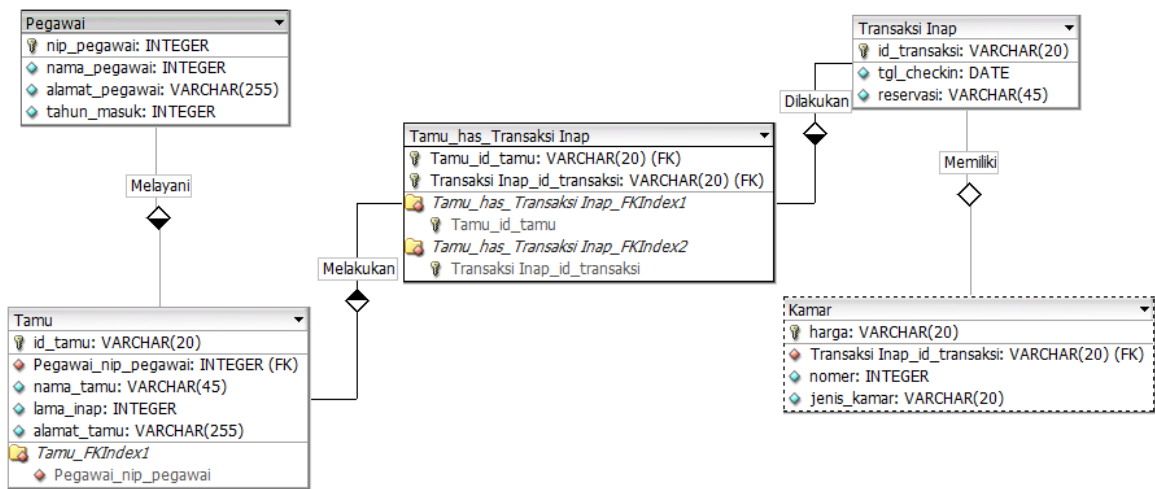 Pegawai
nip_pegawai: INTEGER
nama_pegawai: INTEGER
alamat_pegawai: VARCHAR(255)
tahun_masuk: INTEGER
Melayani
Tamu
id_tamu: VARCHAR(20)
Pegawai_nip_pegawai: INTEGER (FK)
nama_tamu: VARCHAR(45)
lama_inap: INTEGER
alamat_tamu: VARCHAR(255)
Tamu_FKIndex1
Pegawai_nip_pegawai
Melakukan
Tamu_has_Transaksi Inap
Tamu_id_tamu: VARCHAR(20) (FK)
Transaksi Inap_id_transaksi: VARCHAR(20) (FK)
Tamu_has_Transaksi Inap_FKIndex1
Tamu_id_tamu
Tamu_has_Transaksi Inap_FKIndex2
Transaksi Inap_id_transaksi
Dilakukan
Transaksi Inap
id_transaksi: VARCHAR(20)
tgl_checkin: DATE
reservasi: VARCHAR(45)
Memiliki
Kamar
harga: VARCHAR(20)
Transaksi Inap_id_transaksi: VARCHAR(20) (FK)
nomer: INTEGER
jenis_kamar: VARCHAR(20)